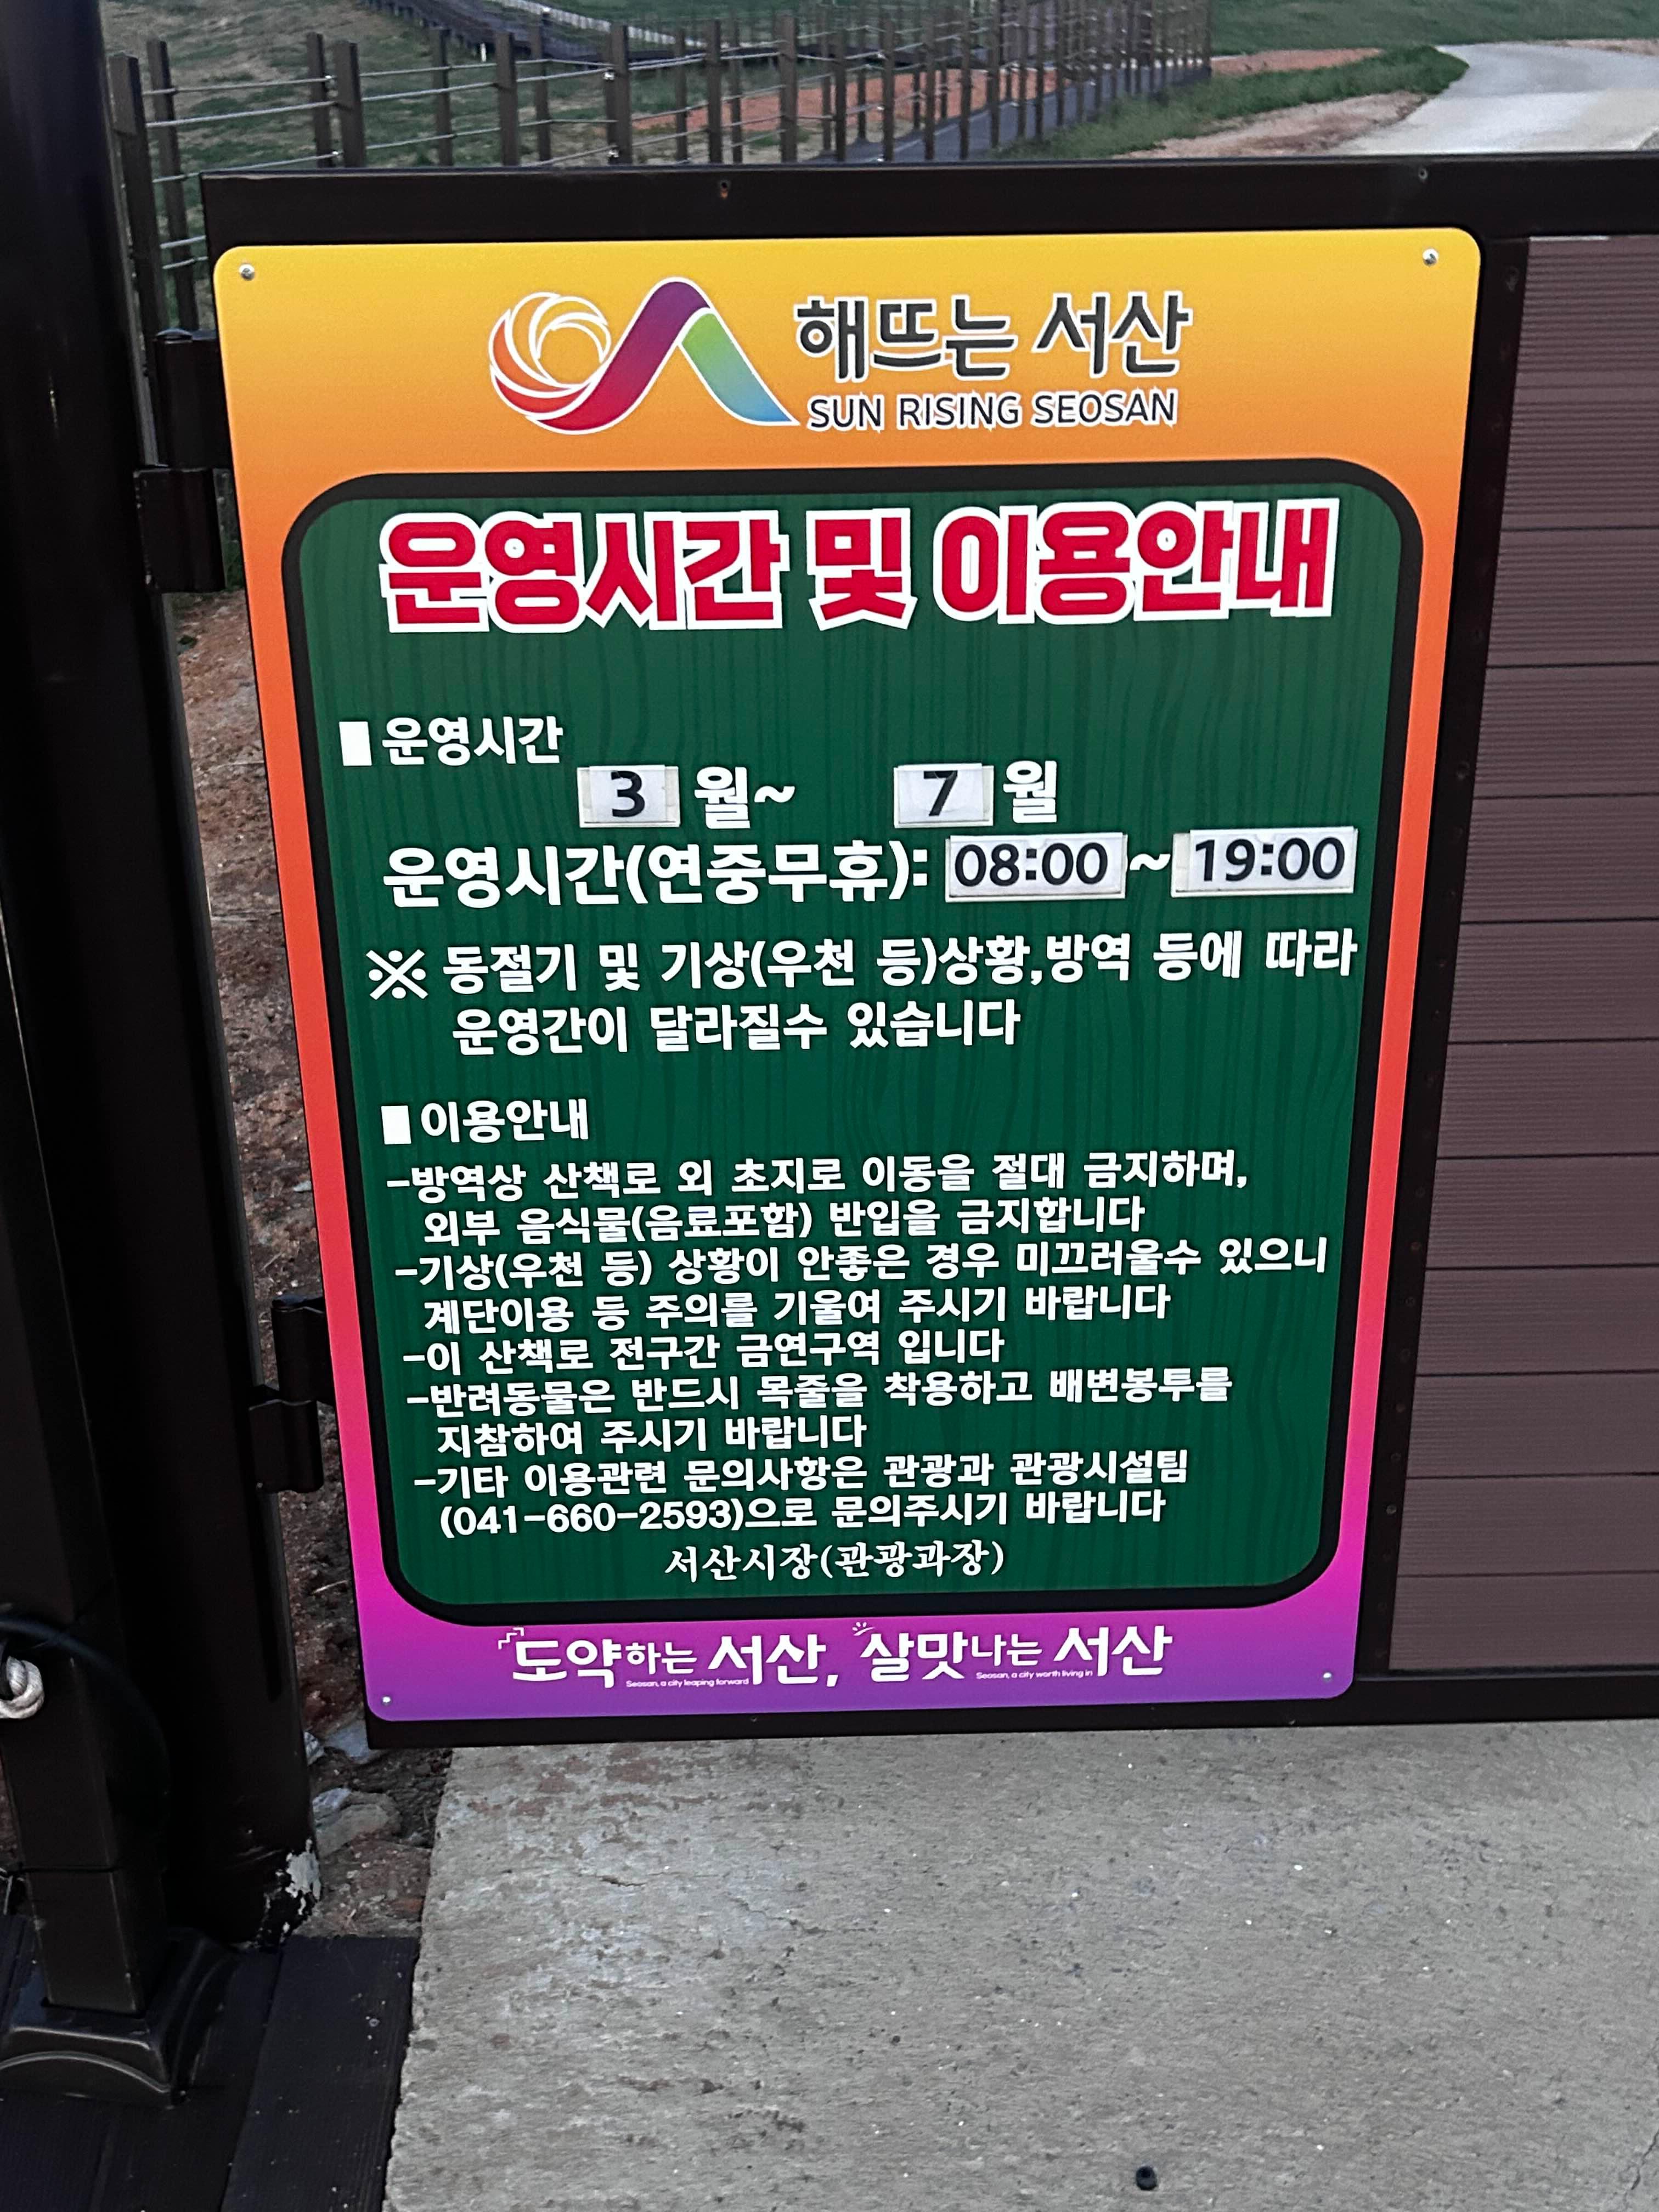 해뜨는 서산
SUN RISING SEOSAN
운영시간 및 이용안내
■ 운영시간
3 월~ 7 월
운영시간(연중무휴): 08:00 ~ 19:00
※ 동절기 및 기상(우천 등)상황,방역 등에 따라
운영간이 달라질수 있습니다
■ 이용안내
-방역상 산책로 외 초지로 이동을 절대 금지하며,
외부 음식물(음료포함) 반입을 금지합니다
-기상(우천 등) 상황이 안좋은 경우 미끄러울수 있으니
계단이용 등 주의를 기울여 주시기 바랍니다
-이 산책로 전구간 금연구역 입니다
-반려동물은 반드시 목줄을 착용하고 배변봉투를
지참하여 주시기 바랍니다
-기타 이용관련 문의사항은 관광과 관광시설팀
(041-660-2593)으로 문의주시기 바랍니다
서산시장(관광과장)
도약하는 서산, 살맛나는 서산
Seosan, a city leaping forward Seosan, a city worth living in